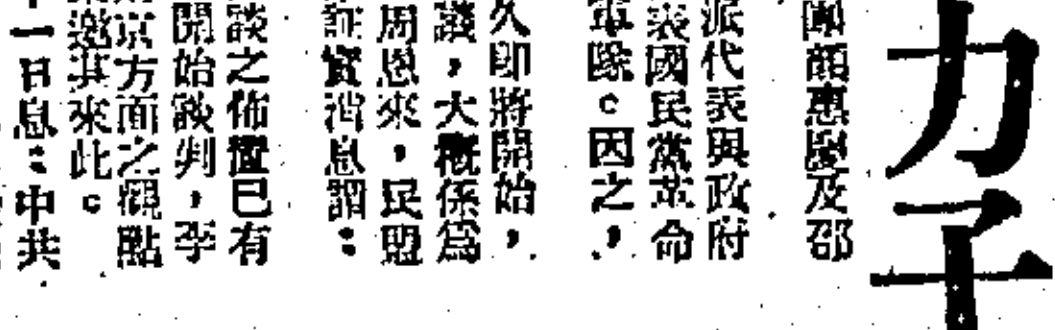 力子
團顏惠慶及邵
派代表與政府
表國民黨革命
軍隊。因之，
久即將開始，
議，大概係爲
周恩來，民盟
証實消息謂：
談之佈置已有
開始談判，李
京方面之觀點
邀其來此。
一日息：中共